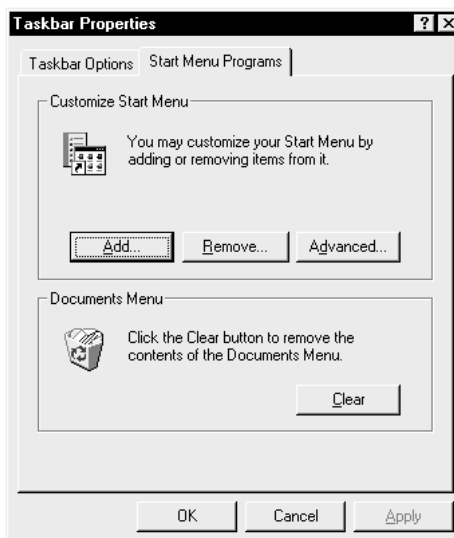 Taskbar Properties
Taskbar Options
Start Menu Programs
Customize Start Menu
You may customize your Start Menu by
adding or removing items from it.
Add...
Remove...
Advanced...
Documents Menu
Click the Clear button to remove the
contents of the Documents Menu.
Clear
OK
Cancel
Apply